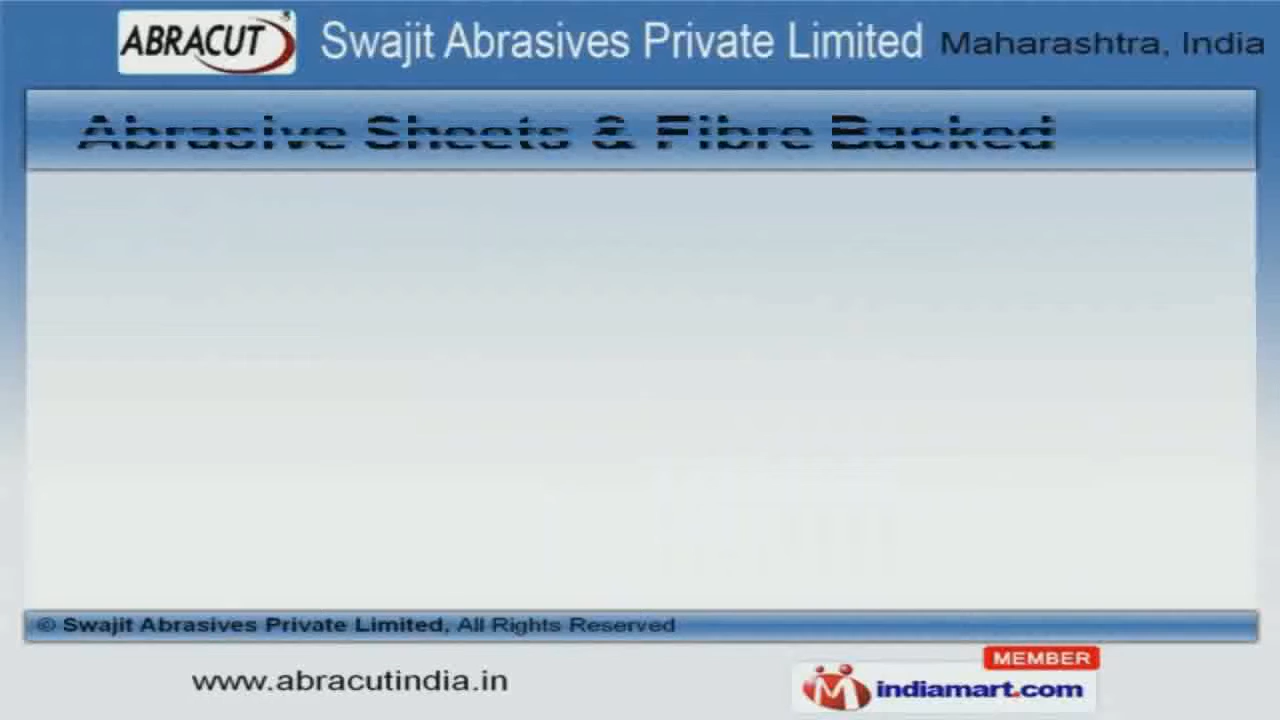 ABRACUT®
Swajit Abrasives Private Limited Maharashtra, India
Abrasive Sheets & Fibre Backed
© Swajit Abrasives Private Limited, All Rights Reserved
www.abracutindia.in
MEMBER
indiamart.com